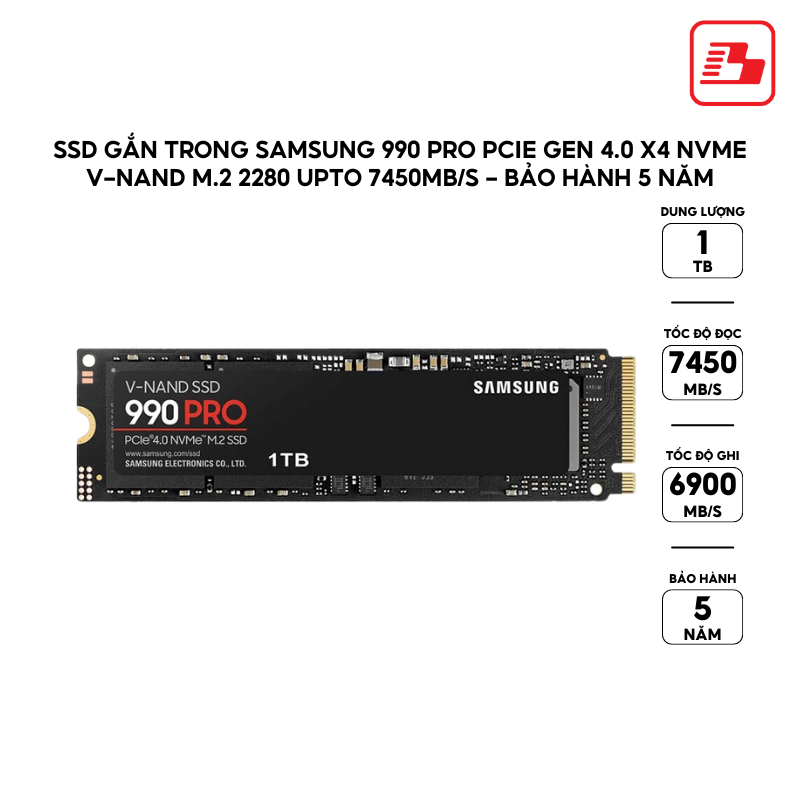 SSD GẮN TRONG SAMSUNG 990 PRO PCIE GEN 4.0 X4 NVME
V-NAND M.2 2280 UPTO 7450MB/S - BẢO HÀNH 5 NĂM
DUNG LƯỢNG
1
TB
TỐC ĐỘ ĐỌC
7450
MB/S
TỐC ĐỘ GHI
6900
MB/S
BẢO HÀNH
5
NĂM
V-NAND SSD
SAMSUNG
990 PRO
PCIe®4.0 NVMe™ M.2 SSD
www.samsung.com/ssd
SAMSUNG ELECTRONICS CO., LTD.
1TB